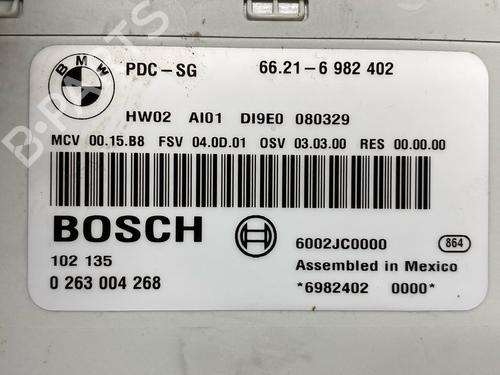 BMW
PDC-SG 66.21-6 982 402
HW02 AI01 DI9E0 080329
MCV 00.15.B8 FSV 04.0D.01 OSV 03.03.00 RES 00.00.00
BOSCH
102 135
0 263 004 268
6002JC0000 864
Assembled in Mexico
*6982402 0000*
B-PARTS